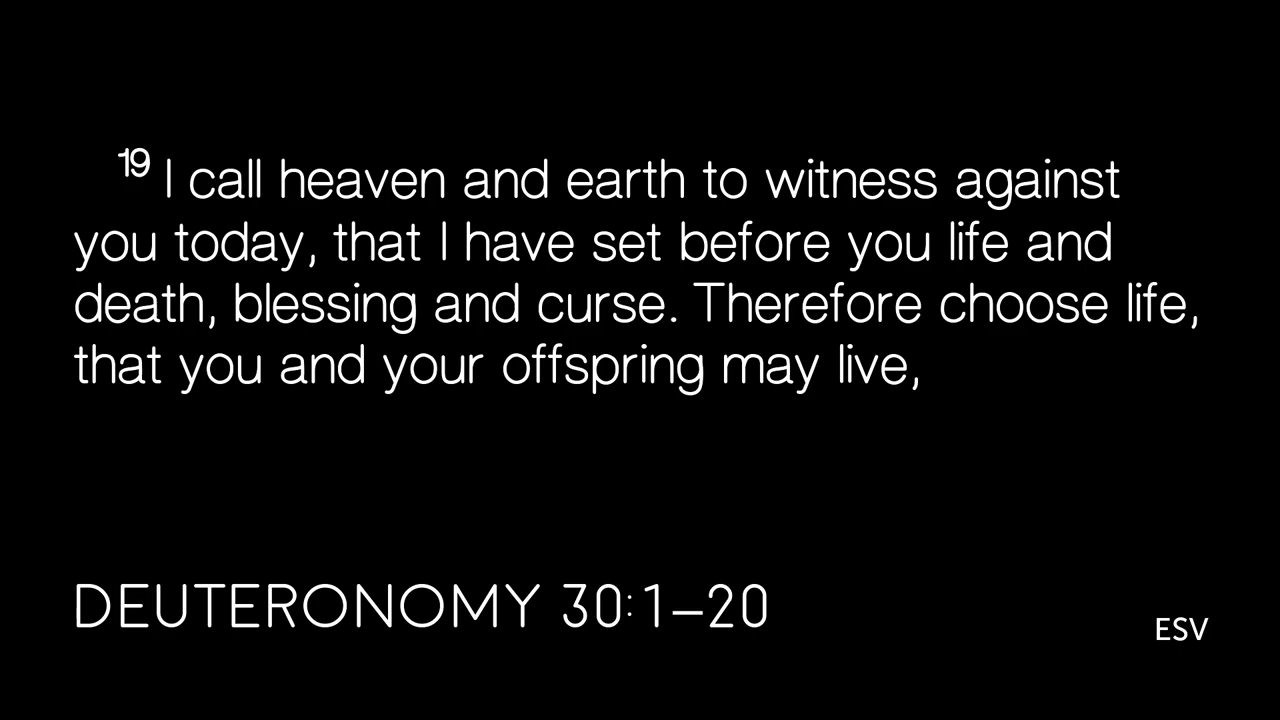 19 I call heaven and earth to witness against
you today, that I have set before you life and
death, blessing and curse. Therefore choose life,
that you and your offspring may live,
DEUTERONOMY 30:1–20
ESV